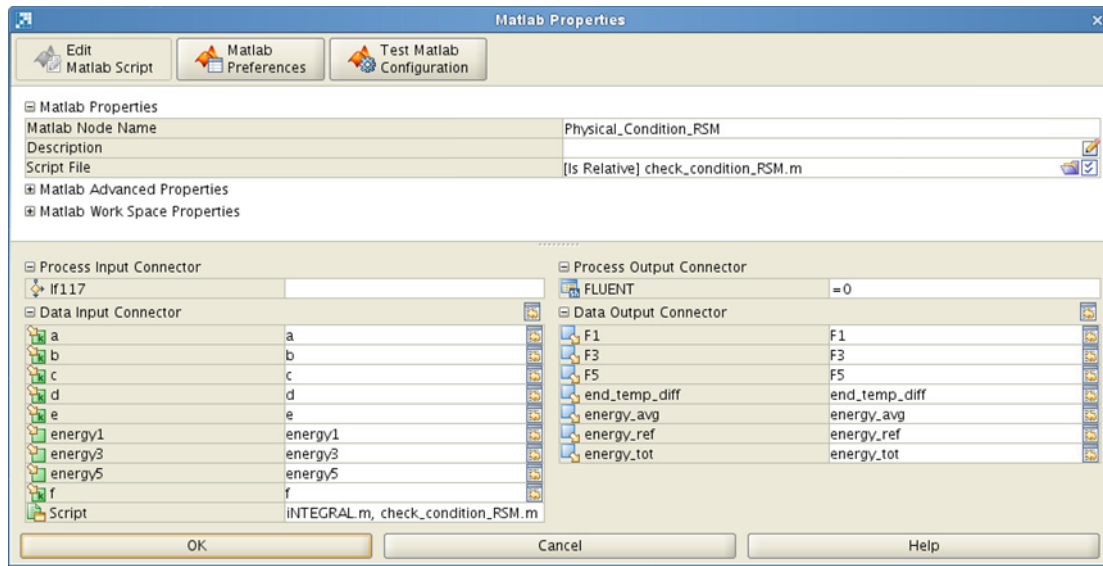 Matlab Properties
Edit Matlab Script
Matlab Preferences
Test Matlab Configuration
Matlab Properties
Matlab Node Name Physical_Condition_RSM
Description
Script File [Is Relative] check_condition_RSM.m
Matlab Advanced Properties
Matlab Work Space Properties
Process Input Connector
If117
Data Input Connector
a a
b b
c c
d d
e e
energy1 energy1
energy3 energy3
energy5 energy5
f f
Script iNTEGRAL.m, check_condition_RSM.m
Process Output Connector
FLUENT =0
Data Output Connector
F1 F1
F3 F3
F5 F5
end_temp_diff end_temp_diff
energy_avg energy_avg
energy_ref energy_ref
energy_tot energy_tot
OK Cancel Help